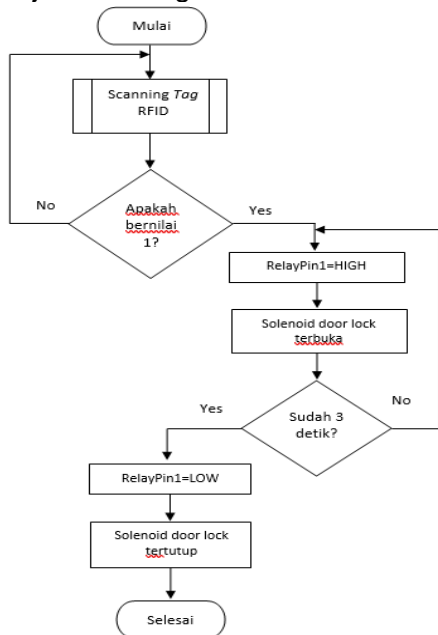 Mulai
Scanning Tag
RFID
No
Apakah
bernilai
1?
Yes
RelayPin1=HIGH
Solenoid door lock
terbuka
Yes
Sudah 3
detik?
No
RelayPin1=LOW
Solenoid door lock
tertutup
Selesai